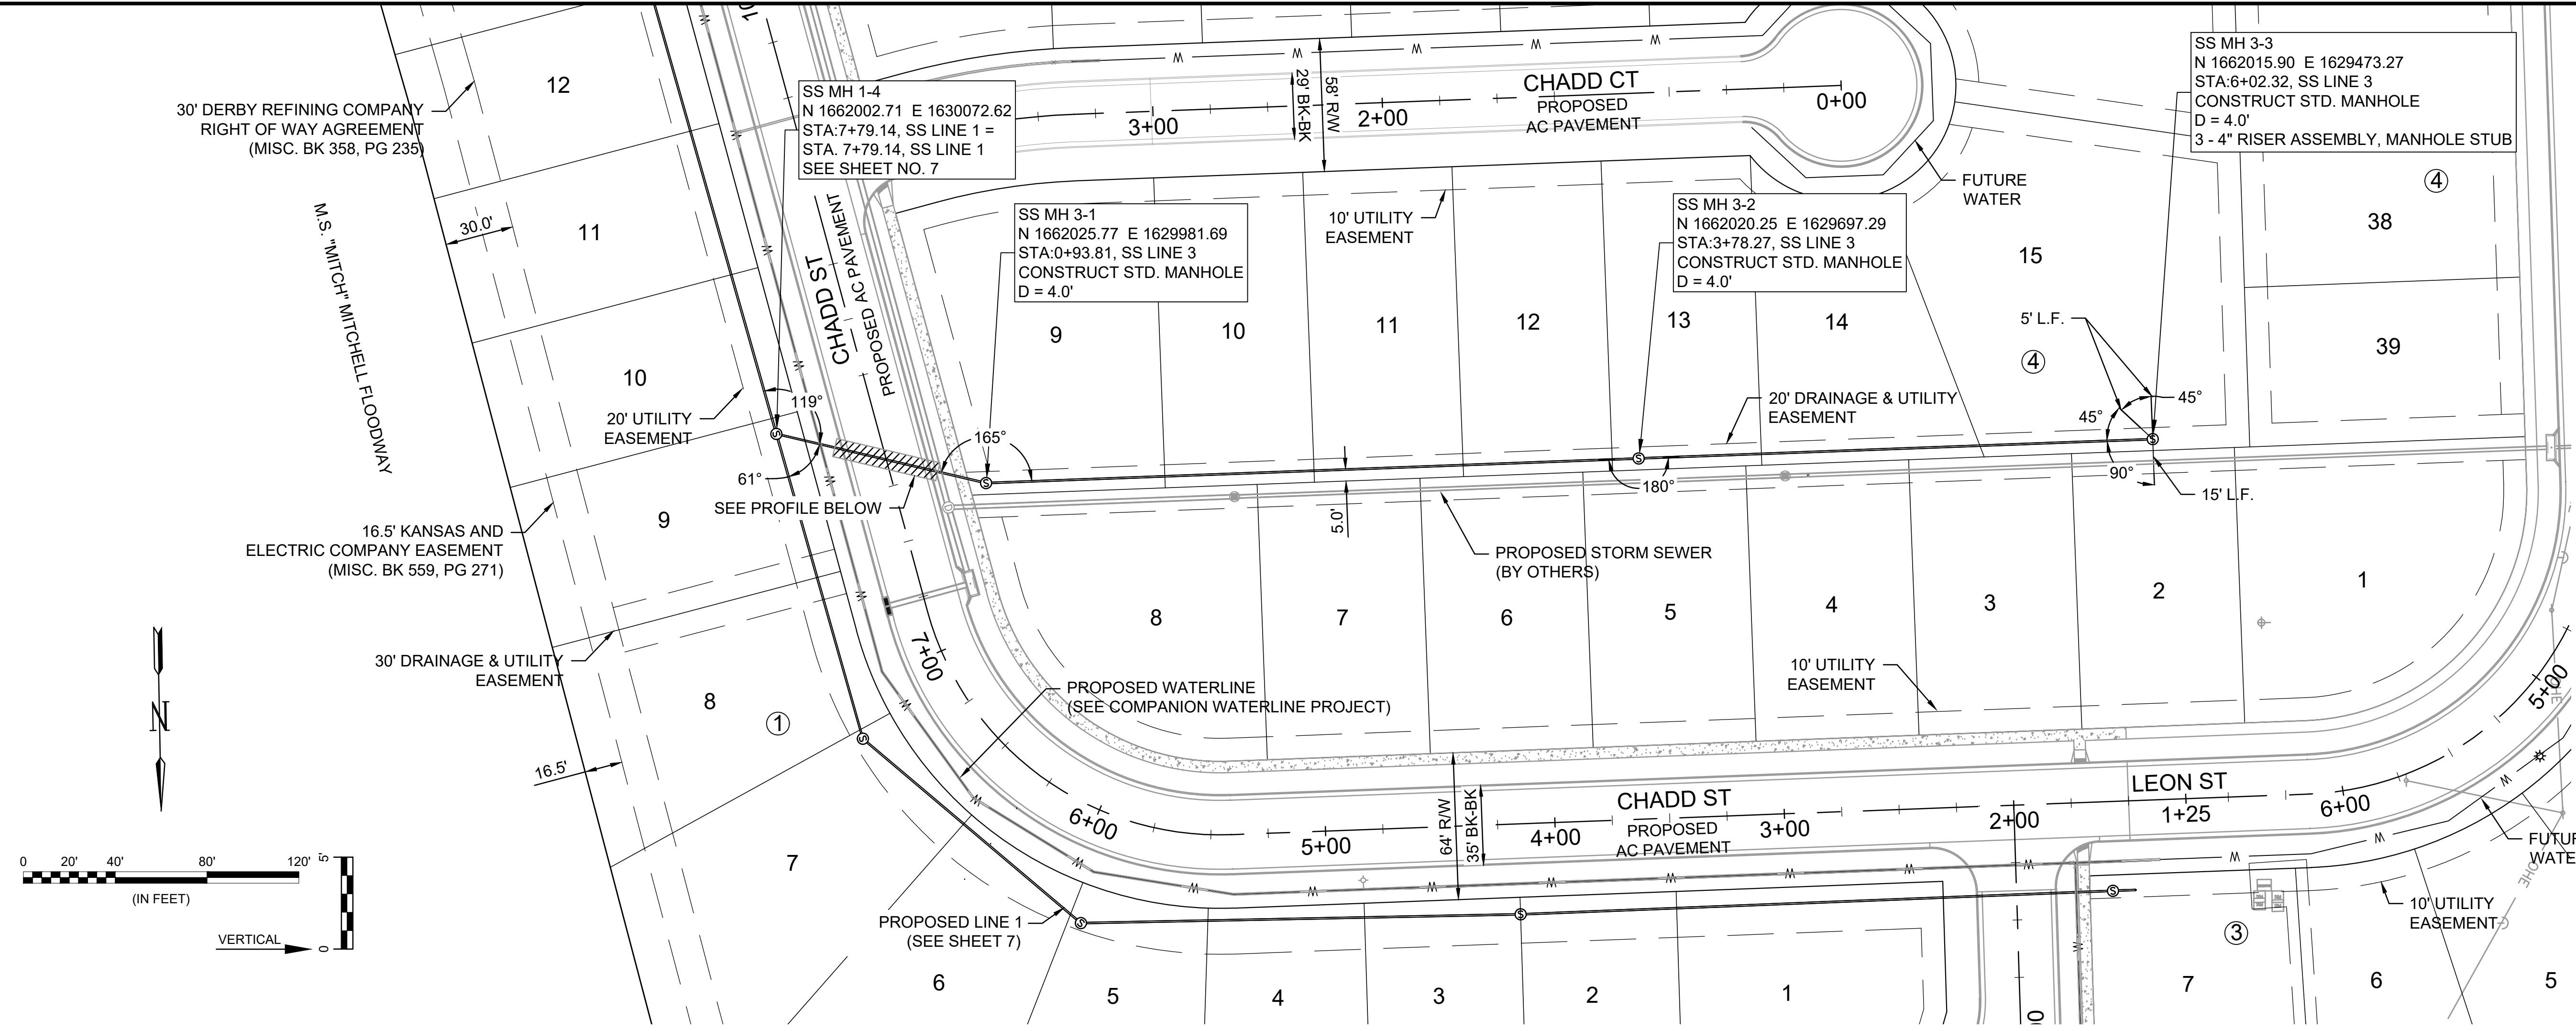 30' DERBY REFINING COMPANY
RIGHT OF WAY AGREEMENT
(MISC. BK 358, PG 235)
M.S. "MITCH" MITCHELL FLOODWAY
30.0'
12
11
10
9
8
7
10
SS MH 1-4
N 1662002.71 E 1630072.62
STA:7+79.14, SS LINE 1 =
STA. 7+79.14, SS LINE 1
SEE SHEET NO. 7
CHADD ST
PROPOSED AC PAVEMENT
3+00
29' BK-BK
58' R/W
2+00
CHADD CT
PROPOSED
AC PAVEMENT
0+00
SS MH 3-3
N 1662015.90 E 1629473.27
STA:6+02.32, SS LINE 3
CONSTRUCT STD. MANHOLE
D = 4.0'
3 - 4" RISER ASSEMBLY, MANHOLE STUB
FUTURE
WATER
4
38
39
15
4
SS MH 3-1
N 1662025.77 E 1629981.69
STA:0+93.81, SS LINE 3
CONSTRUCT STD. MANHOLE
D = 4.0'
10' UTILITY
EASEMENT
SS MH 3-2
N 1662020.25 E 1629697.29
STA:3+78.27, SS LINE 3
CONSTRUCT STD. MANHOLE
D = 4.0'
9
10
11
12
13
14
5' L.F.
45°
45°
90°
15' L.F.
20' DRAINAGE & UTILITY
EASEMENT
20' UTILITY
EASEMENT
119°
61°
165°
180°
5.0'
SEE PROFILE BELOW
16.5' KANSAS AND
ELECTRIC COMPANY EASEMENT
(MISC. BK 559, PG 271)
PROPOSED STORM SEWER
(BY OTHERS)
30' DRAINAGE & UTILITY
EASEMENT
8
7
6
5
4
3
2
1
7+00
PROPOSED WATERLINE
(SEE COMPANION WATERLINE PROJECT)
10' UTILITY
EASEMENT
1
16.5'
N
0
20'
40'
80'
120'
(IN FEET)
5'
0
VERTICAL
6+00
5+00
64' R/W
35' BK-BK
4+00
CHADD ST
PROPOSED
AC PAVEMENT
3+00
2+00
LEON ST
1+25
6+00
5+00
OHE
FUTUR
WATE
PROPOSED LINE 1
(SEE SHEET 7)
10' UTILITY
EASEMENT
3
6
5
4
3
2
1
7
6
5